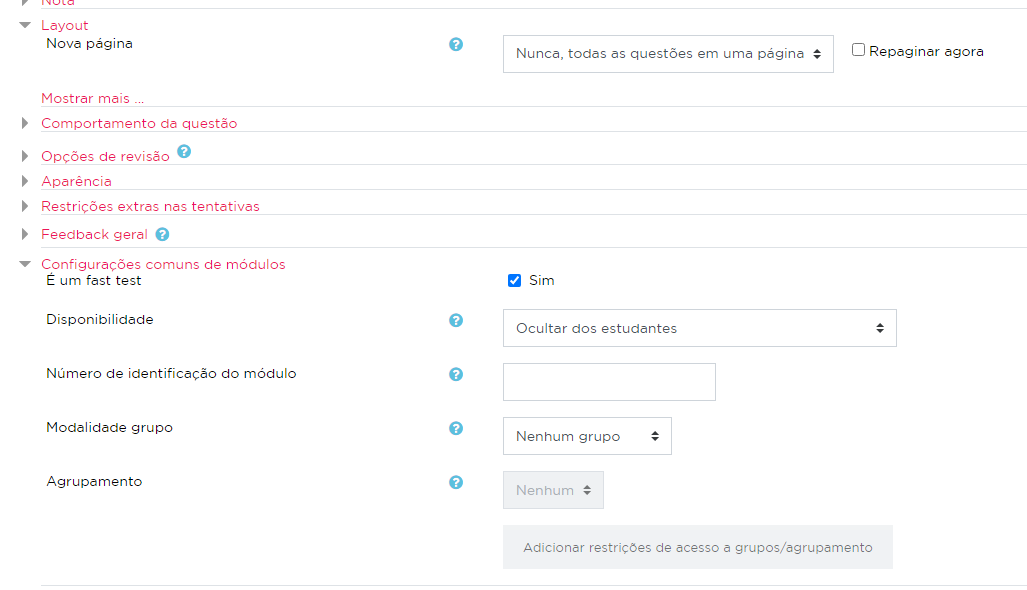 Nota
Layout
Nova página
Nunca, todas as questões em uma página
Repaginar agora
Mostrar mais ...
Comportamento da questão
Opções de revisão
Aparência
Restrições extras nas tentativas
Feedback geral
Configurações comuns de módulos
É um fast test
Sim
Disponibilidade
Ocultar dos estudantes
Número de identificação do módulo
Modalidade grupo
Nenhum grupo
Agrupamento
Nenhum
Adicionar restrições de acesso a grupos/agrupamento